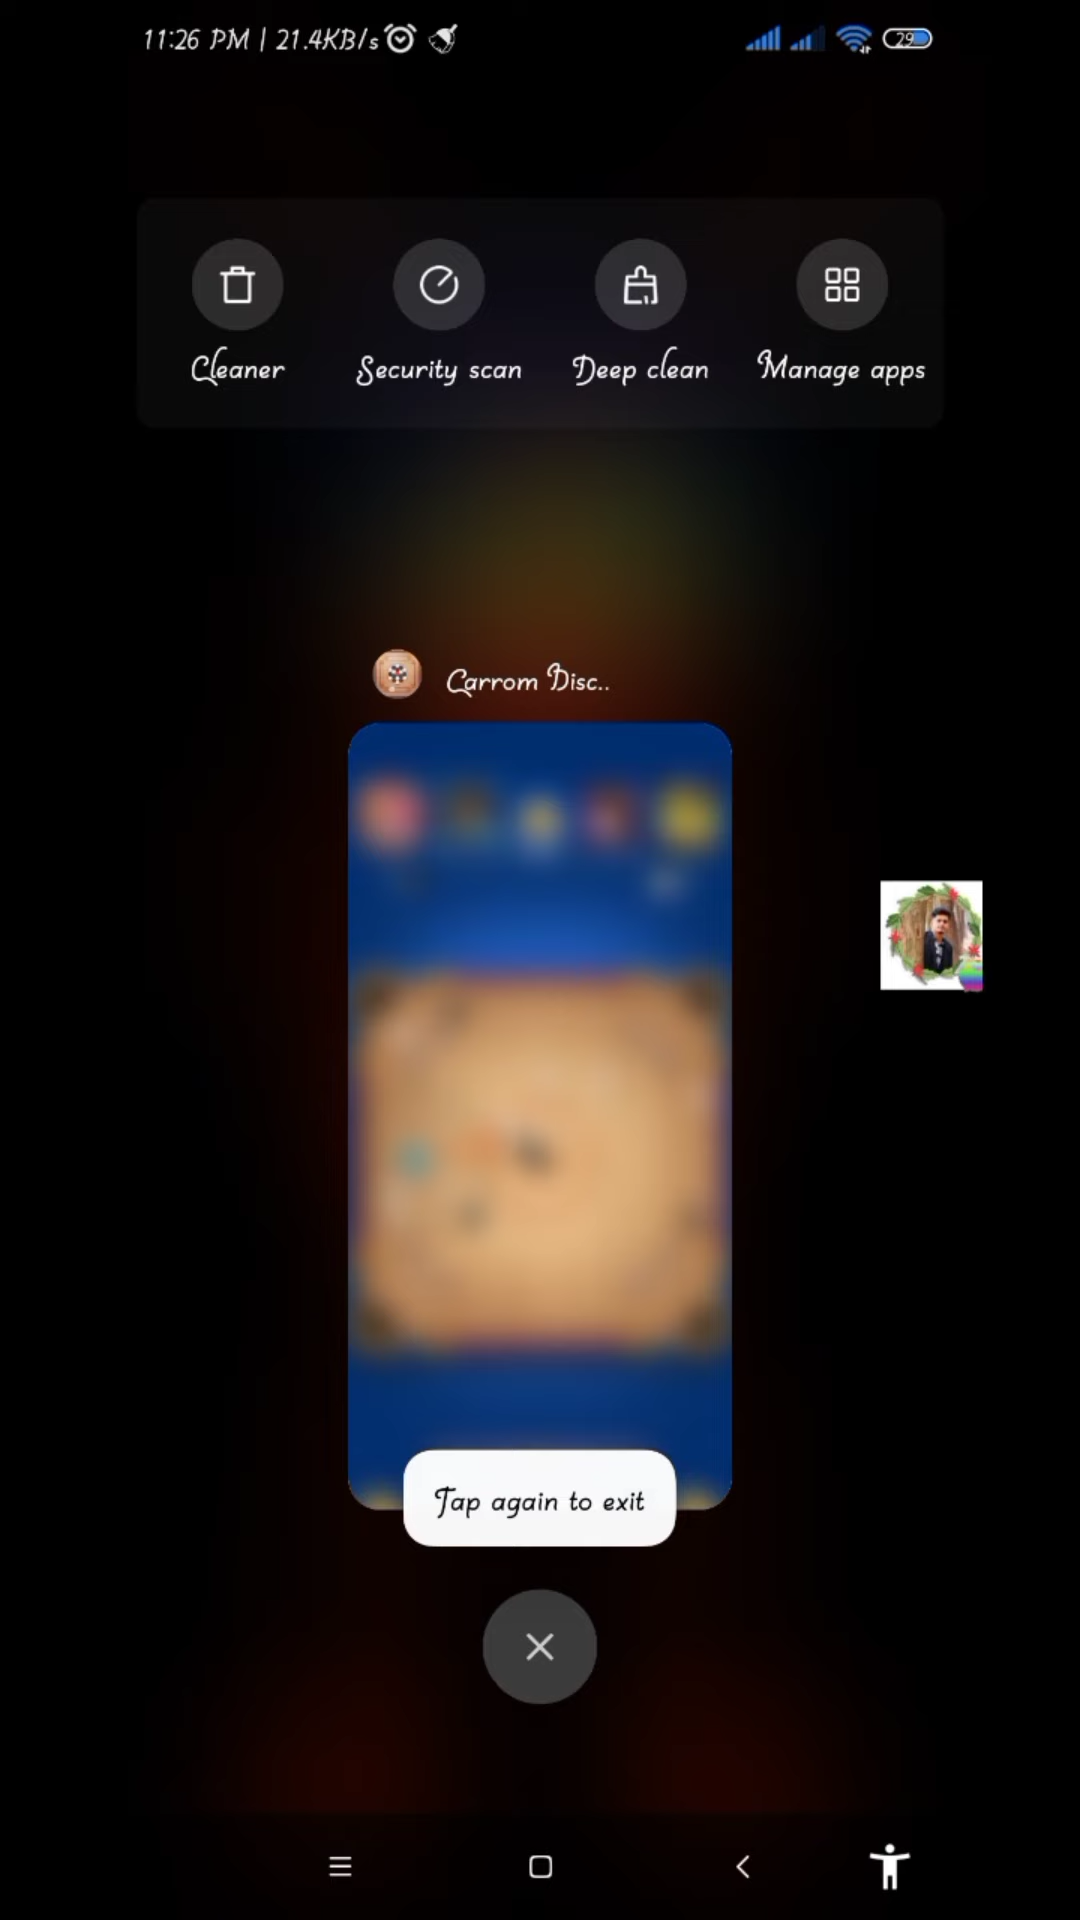 11:26 PM | 21.4KB/s 29
Cleaner Security scan Deep clean Manage apps
Carrom Disc..
Tap again to exit